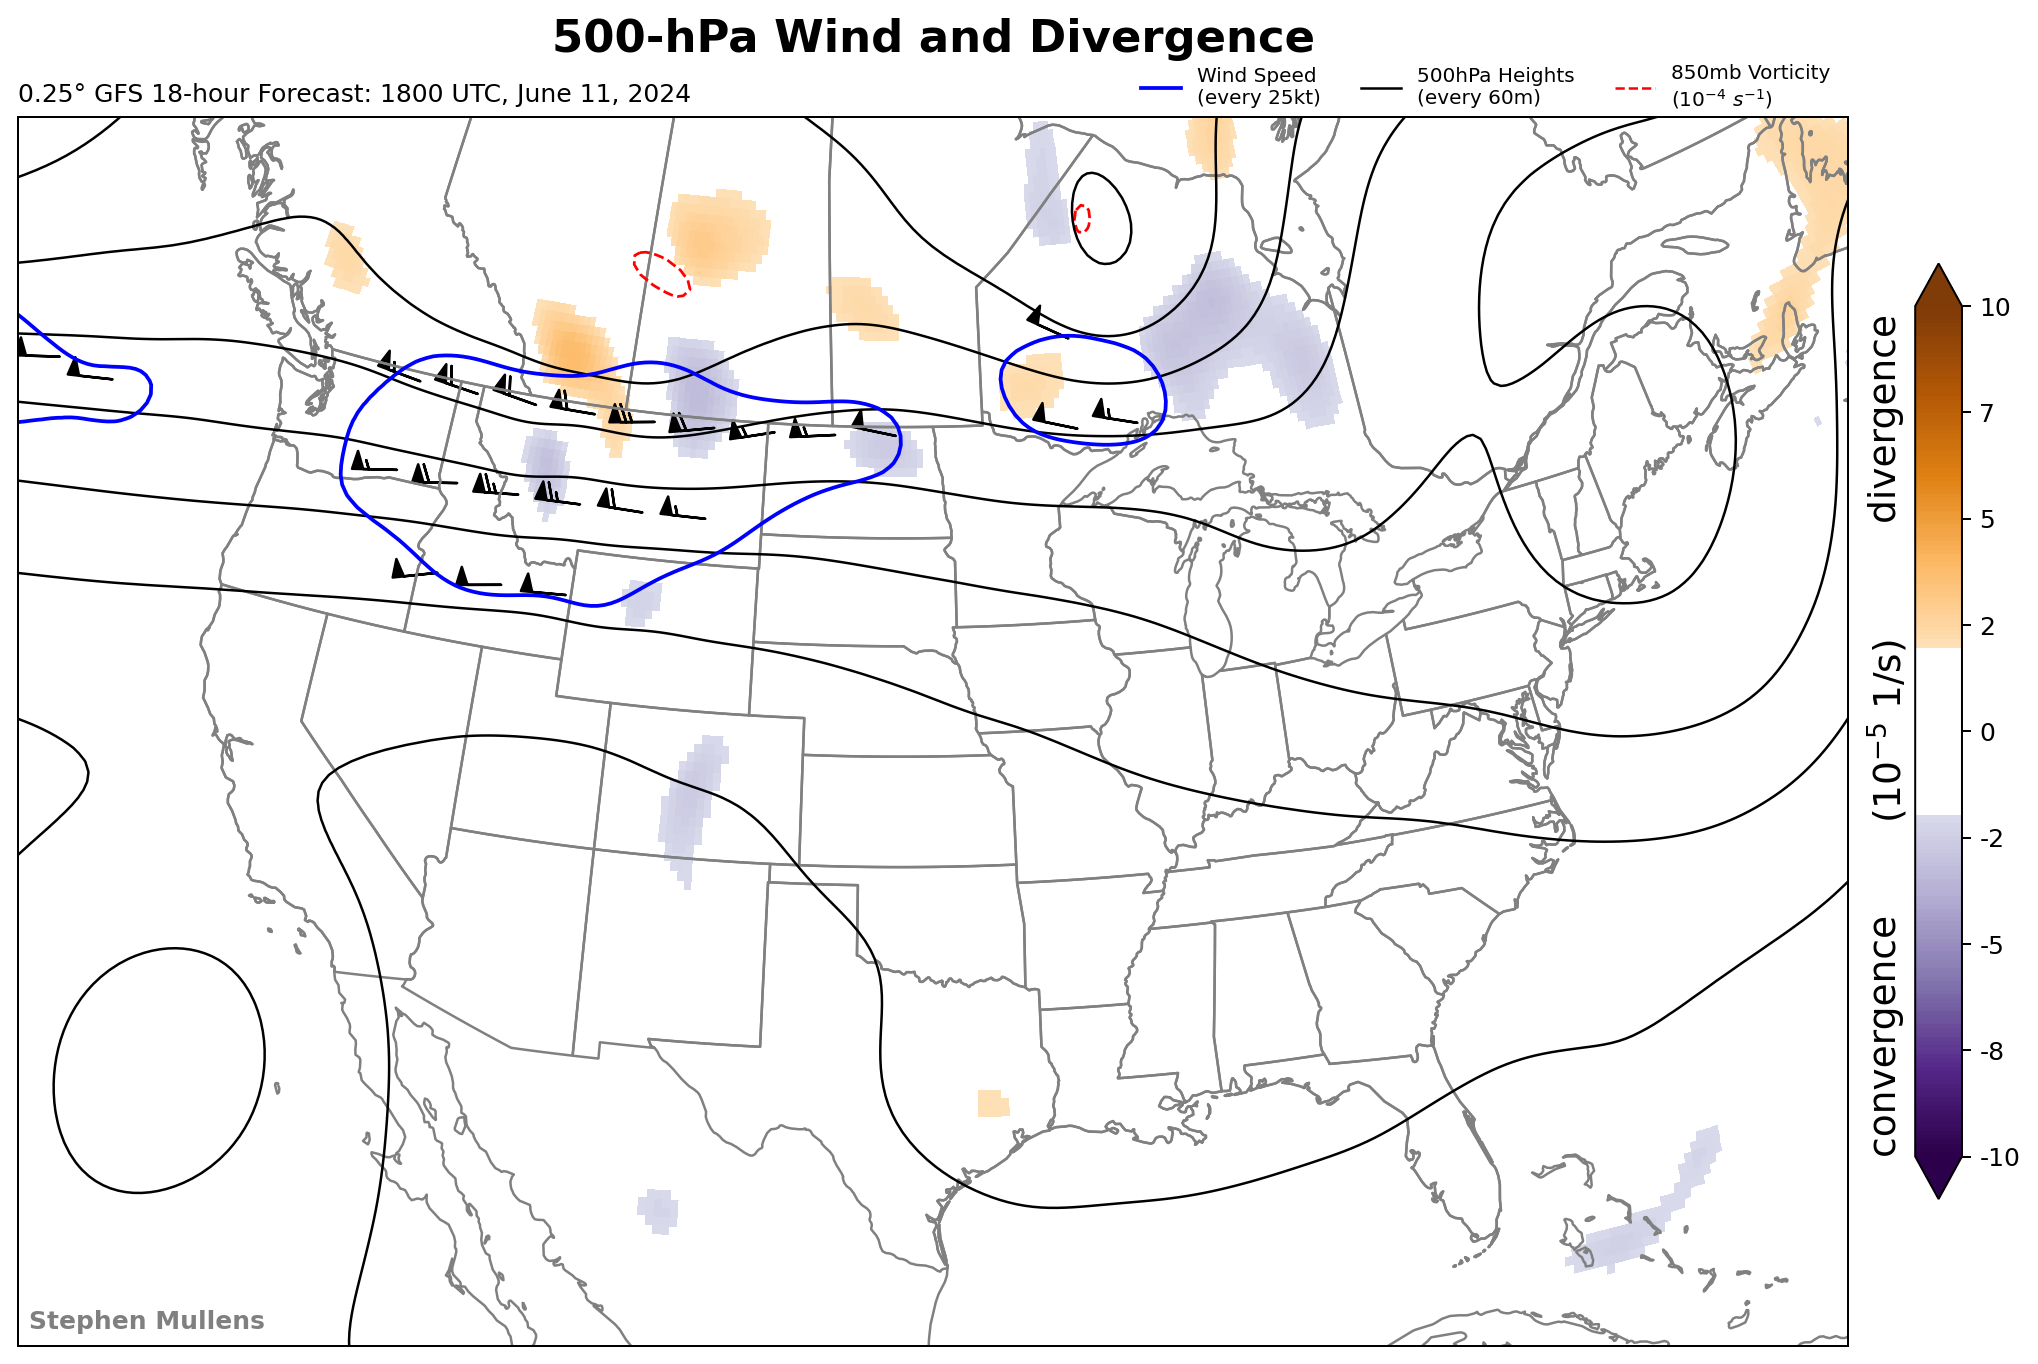 500-hPa Wind and Divergence
0.25° GFS 18-hour Forecast: 1800 UTC, June 11, 2024
Wind Speed
(every 25kt)
500hPa Heights
(every 60m)
850mb Vorticity
(10⁻⁴ s⁻¹)
10
7
5
2
0
-2
-5
-8
-10
convergence (10⁻⁵ 1/s) divergence
Stephen Mullens